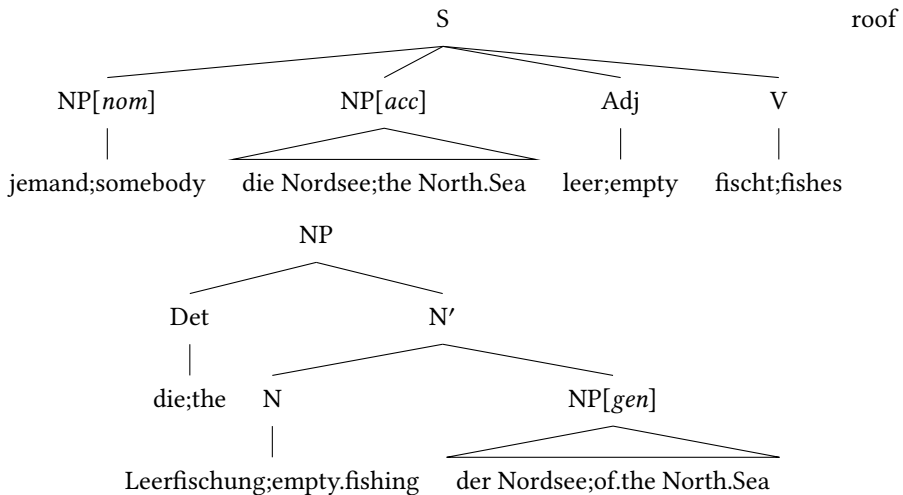 S roof
NP[nom] NP[acc] Adj V
jemand;somebody die Nordsee;the North.Sea leer;empty fischt;fishes
NP
Det N′
die;the N NP[gen]
Leerfischung;empty.fishing der Nordsee;of.the North.Sea